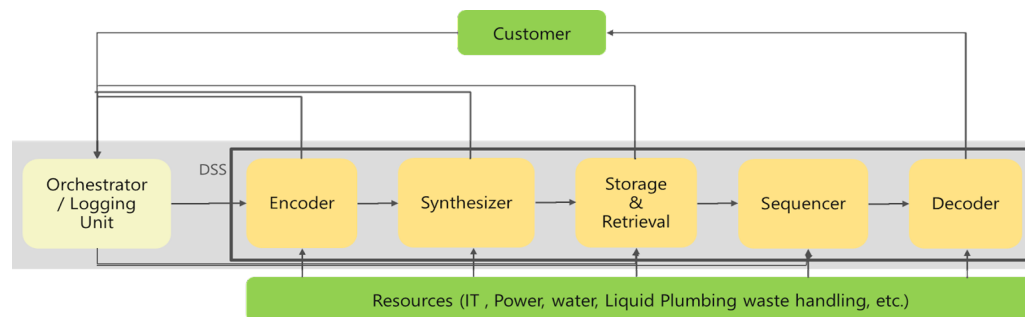 Customer
DSS
Orchestrator
/ Logging
Unit
Encoder
Synthesizer
Storage
&
Retrieval
Sequencer
Decoder
Resources (IT , Power, water, Liquid Plumbing waste handling, etc.)